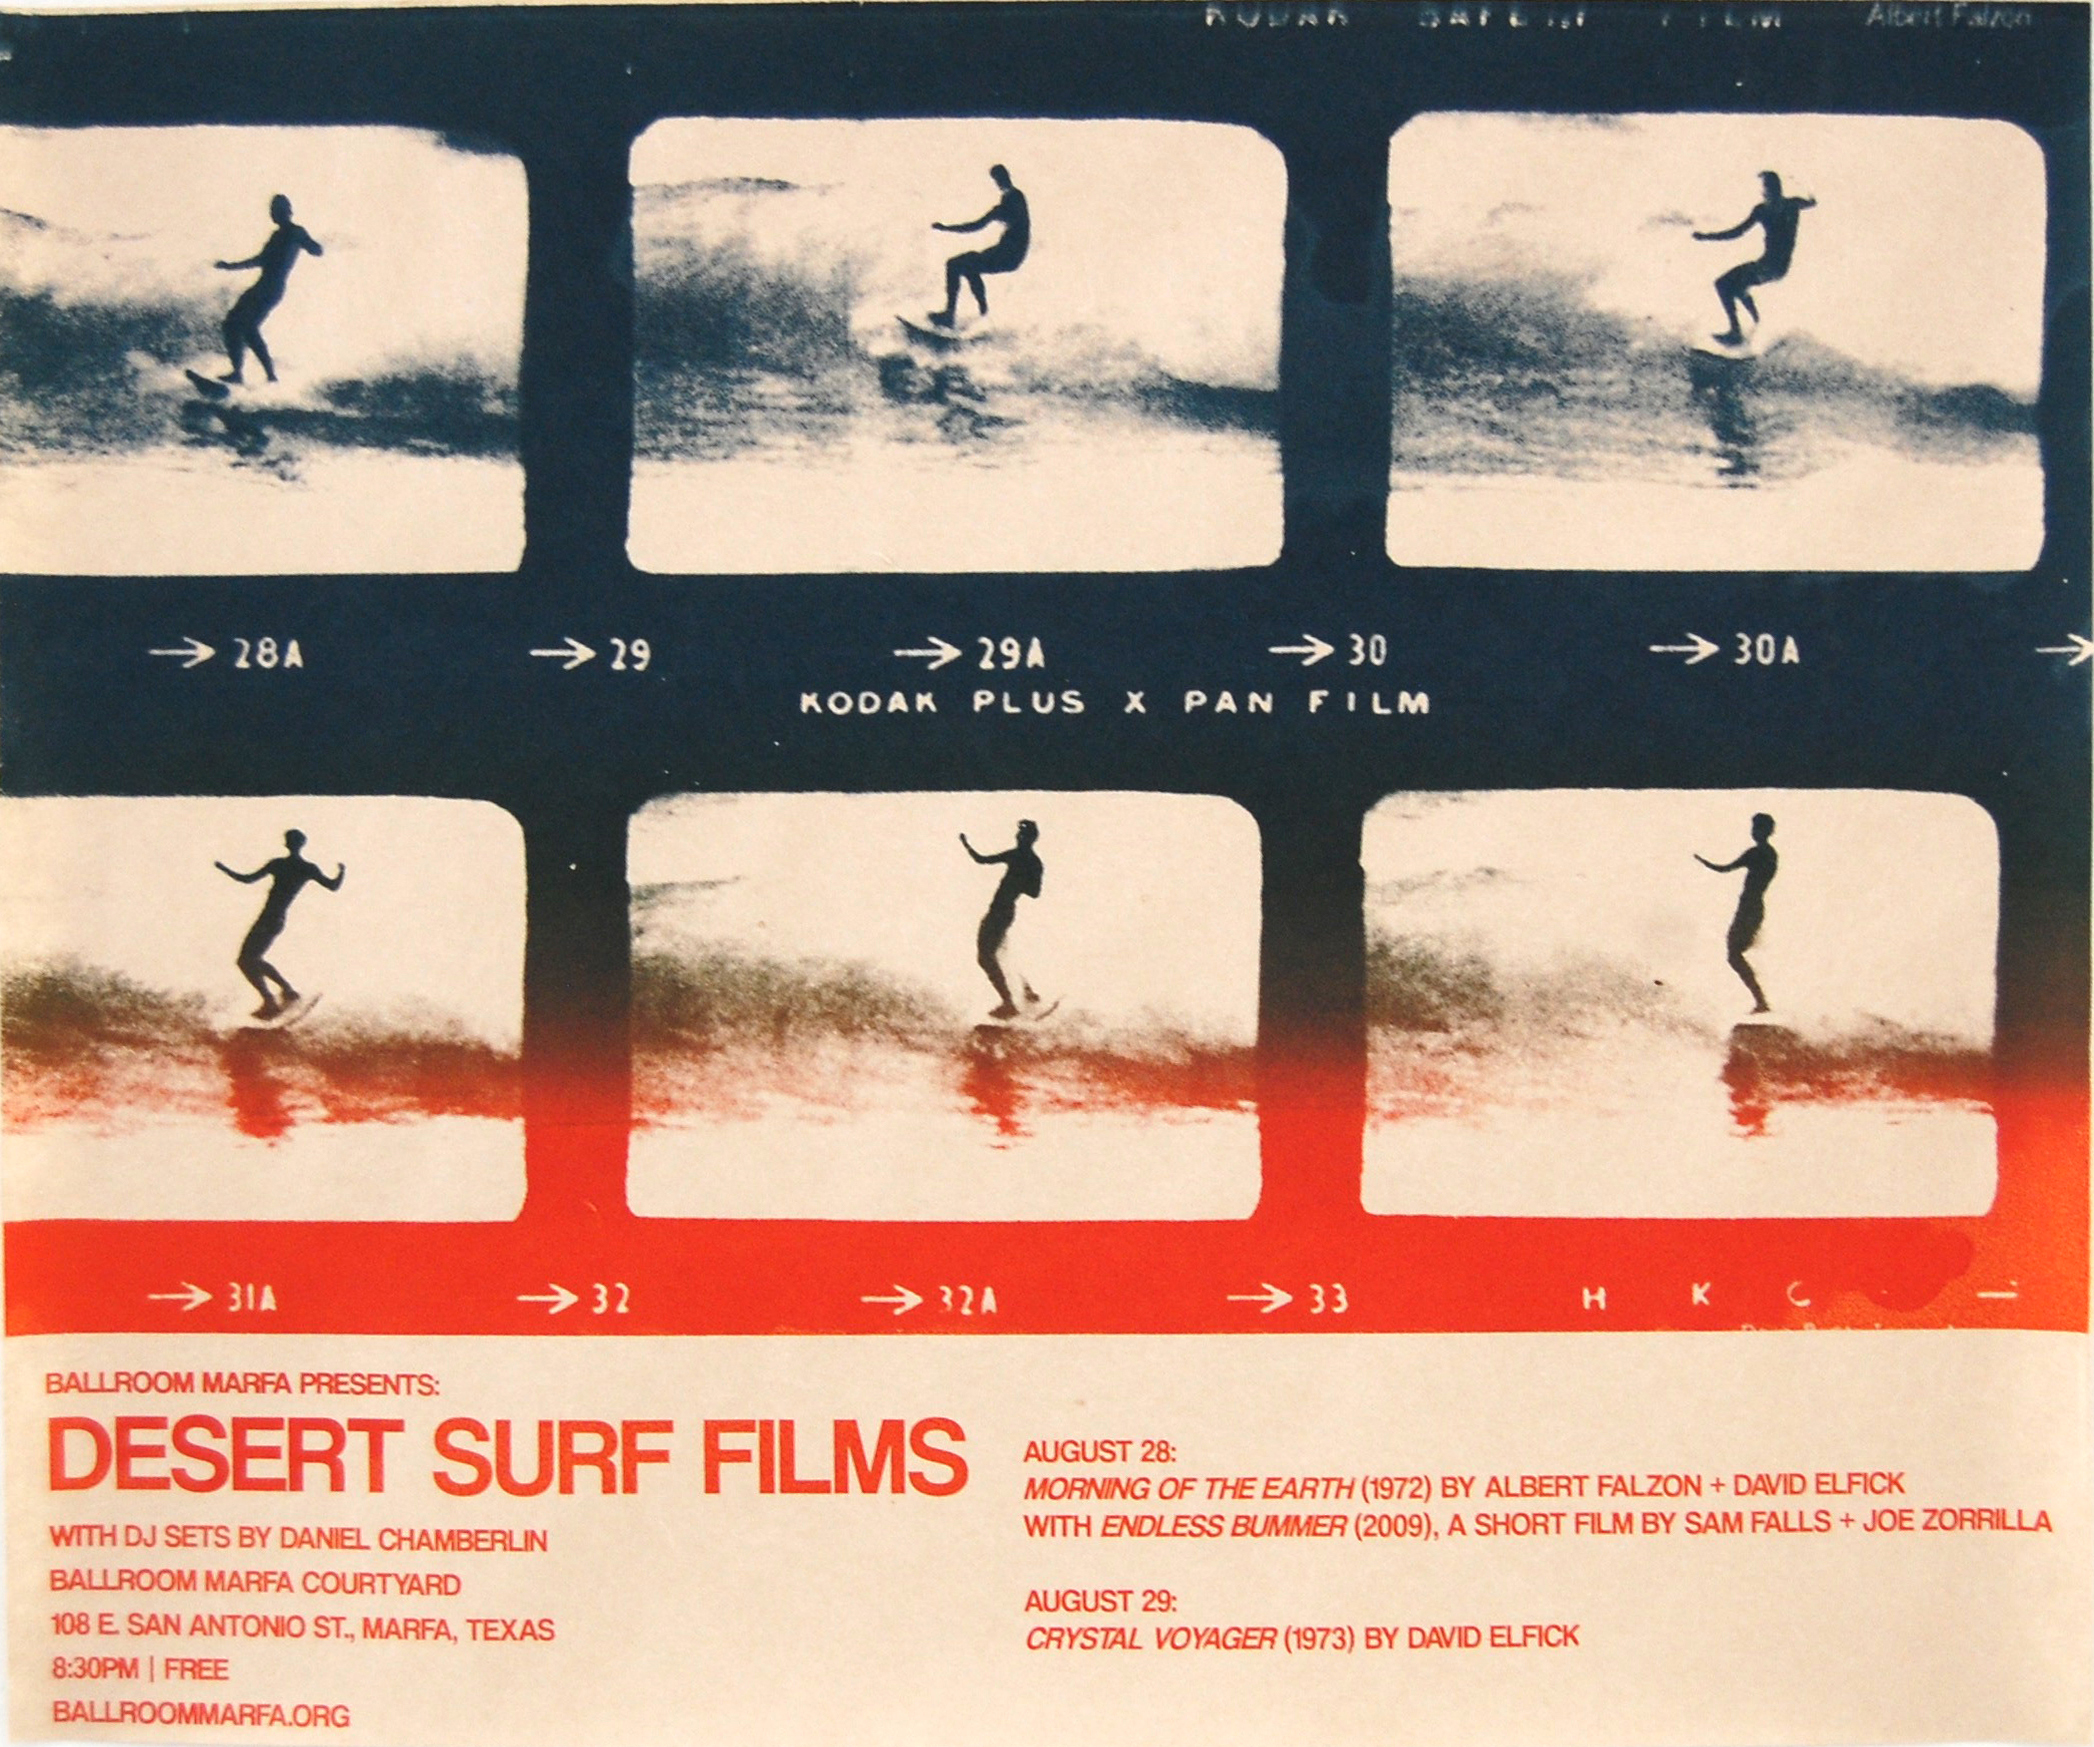 KODAK SAFETY FILM Albert Falzon
→ 28A → 29 → 29A → 30 → 30A →
KODAK PLUS X PAN FILM
→ 31A → 32 → 32A → 33 H K C
BALLROOM MARFA PRESENTS:
DESERT SURF FILMS
WITH DJ SETS BY DANIEL CHAMBERLIN
BALLROOM MARFA COURTYARD
108 E. SAN ANTONIO ST., MARFA, TEXAS
8:30PM | FREE
BALLROOMMARFA.ORG
AUGUST 28:
MORNING OF THE EARTH (1972) BY ALBERT FALZON + DAVID ELFICK
WITH ENDLESS BUMMER (2009), A SHORT FILM BY SAM FALLS + JOE ZORRILLA
AUGUST 29:
CRYSTAL VOYAGER (1973) BY DAVID ELFICK